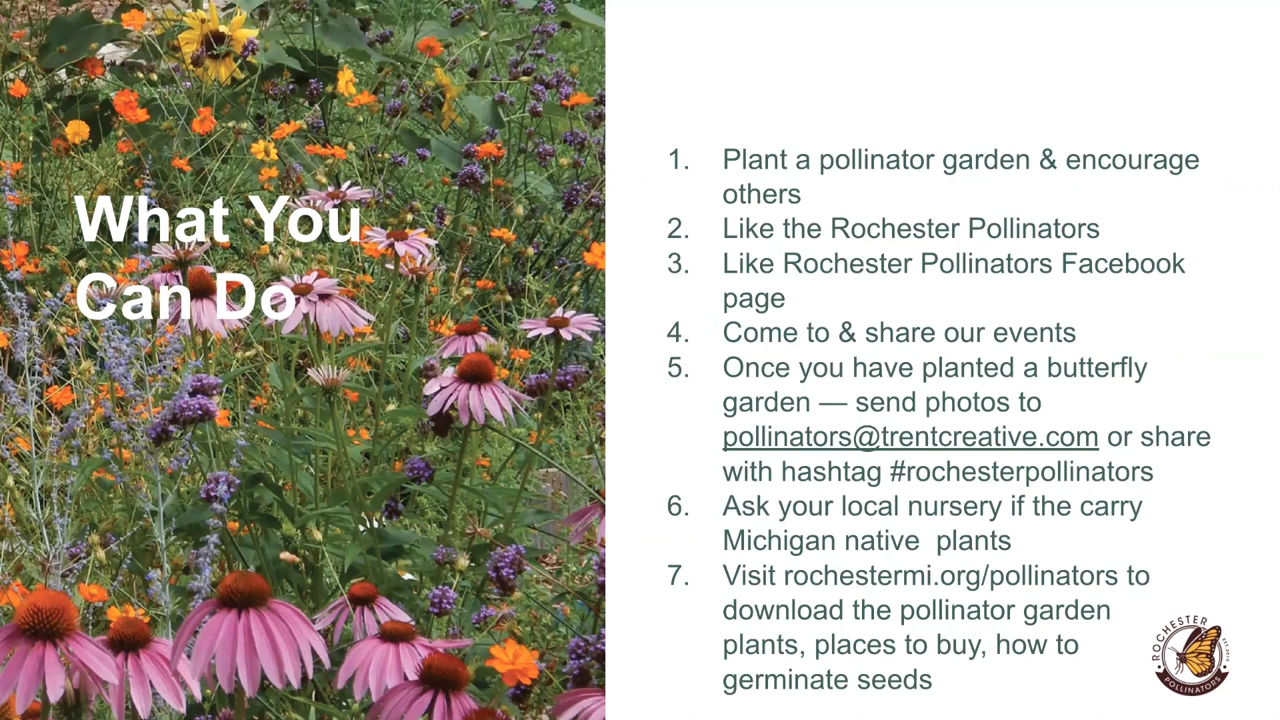 What You
Can Do
1. Plant a pollinator garden & encourage
others
2. Like the Rochester Pollinators
3. Like Rochester Pollinators Facebook
page
4. Come to & share our events
5. Once you have planted a butterfly
garden — send photos to
pollinators@trentcreative.com or share
with hashtag #rochesterpollinators
6. Ask your local nursery if the carry
Michigan native  plants
7. Visit rochestermi.org/pollinators to
download the pollinator garden
plants, places to buy, how to
germinate seeds
ROCHESTER
POLLINATORS